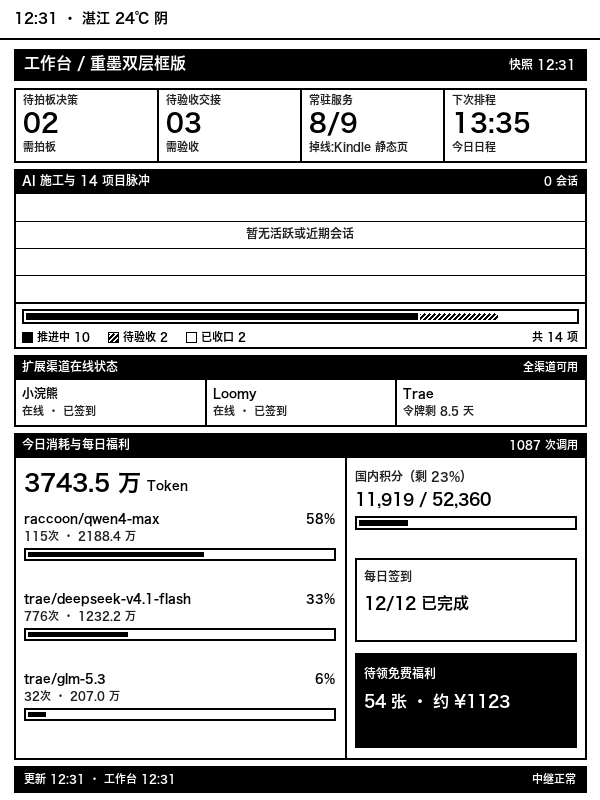 12:31 · 湛江 24℃ 阴
工作台 / 重墨双层框版 快照 12:31
待拍板决策 待验收交接 常驻服务 下次排程
02 03 8/9 13:35
需拍板 需验收 掉线:Kindle 静态页 今日日程
AI 施工与 14 项目脉冲 0 会话
暂无活跃或近期会话
推进中 10 待验收 2 已收口 2 共 14 项
扩展渠道在线状态 全渠道可用
小浣熊 Loomy Trae
在线 · 已签到 在线 · 已签到 令牌剩 8.5 天
今日消耗与每日福利 1087 次调用
3743.5 万 Token
raccoon/qwen4-max 58%
115次 · 2188.4 万
trae/deepseek-v4.1-flash 33%
776次 · 1232.2 万
trae/glm-5.3 6%
32次 · 207.0 万
国内积分（剩 23%）
11,919 / 52,360
每日签到
12/12 已完成
待领免费福利
54 张 · 约 ¥1123
更新 12:31 · 工作台 12:31 中继正常